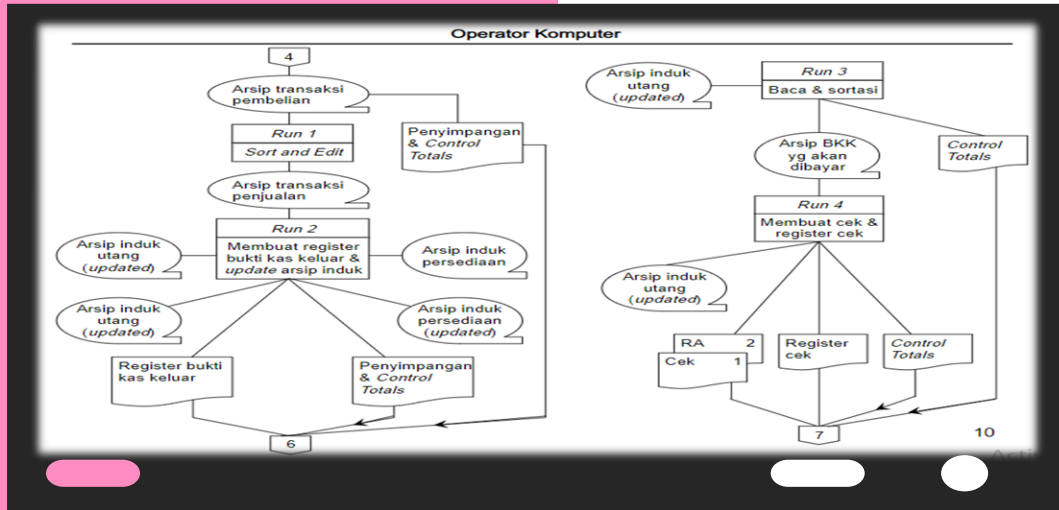 Operator Komputer
4
Arsip transaksi
pembelian
Run 1
Sort and Edit
Penyimpangan
& Control
Totals
Arsip transaksi
penjualan
Run 2
Membuat register
bukti kas keluar &
update arsip induk
Arsip induk
utang
(updated)
Arsip induk
persediaan
Arsip induk
utang
(updated)
Arsip induk
persediaan
(updated)
Register bukti
kas keluar
Penyimpangan
& Control
Totals
6
Arsip induk
utang
(updated)
Run 3
Baca & sortasi
Arsip BKK
yg akan
dibayar
Control
Totals
Run 4
Membuat cek &
register cek
Arsip induk
utang
(updated)
RA 2
Cek 1
Register
cek
Control
Totals
7
10